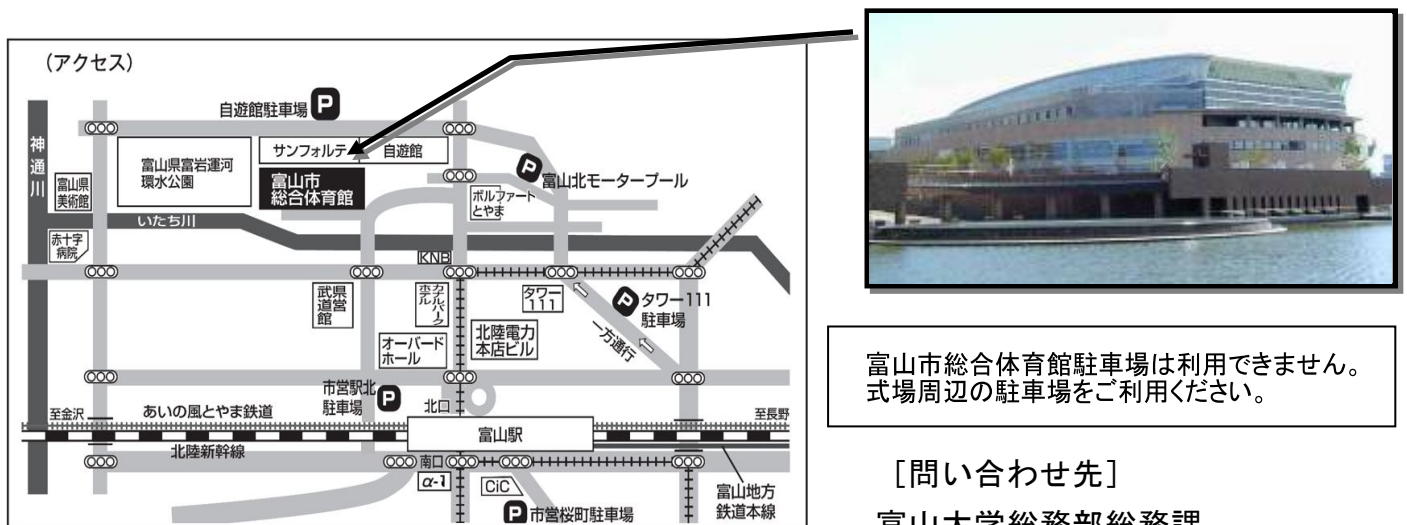 (アクセス)
自遊館駐車場 P
神通川
富山県富岩運河
環水公園
サンフォルテ
自遊館
富山県
美術館
富山市
総合体育館
P 富山北モータープール
ボルファート
とやま
いたち川
赤十字
病院
KNB
県営
武道館
カナルパーク
ホテル
タワー
111
P タワー111
駐車場
一方通行
オーバード
ホール
北陸電力
本店ビル
市営駅北
駐車場 P
北口
至金沢
あいの風とやま鉄道
至長野
富山駅
北陸新幹線
南口
α-1
CiC
富山地方
鉄道本線
P 市営桜町駐車場
富山市総合体育館駐車場は利用できません。
式場周辺の駐車場をご利用ください。
[問い合わせ先]
富山大学総務部総務課